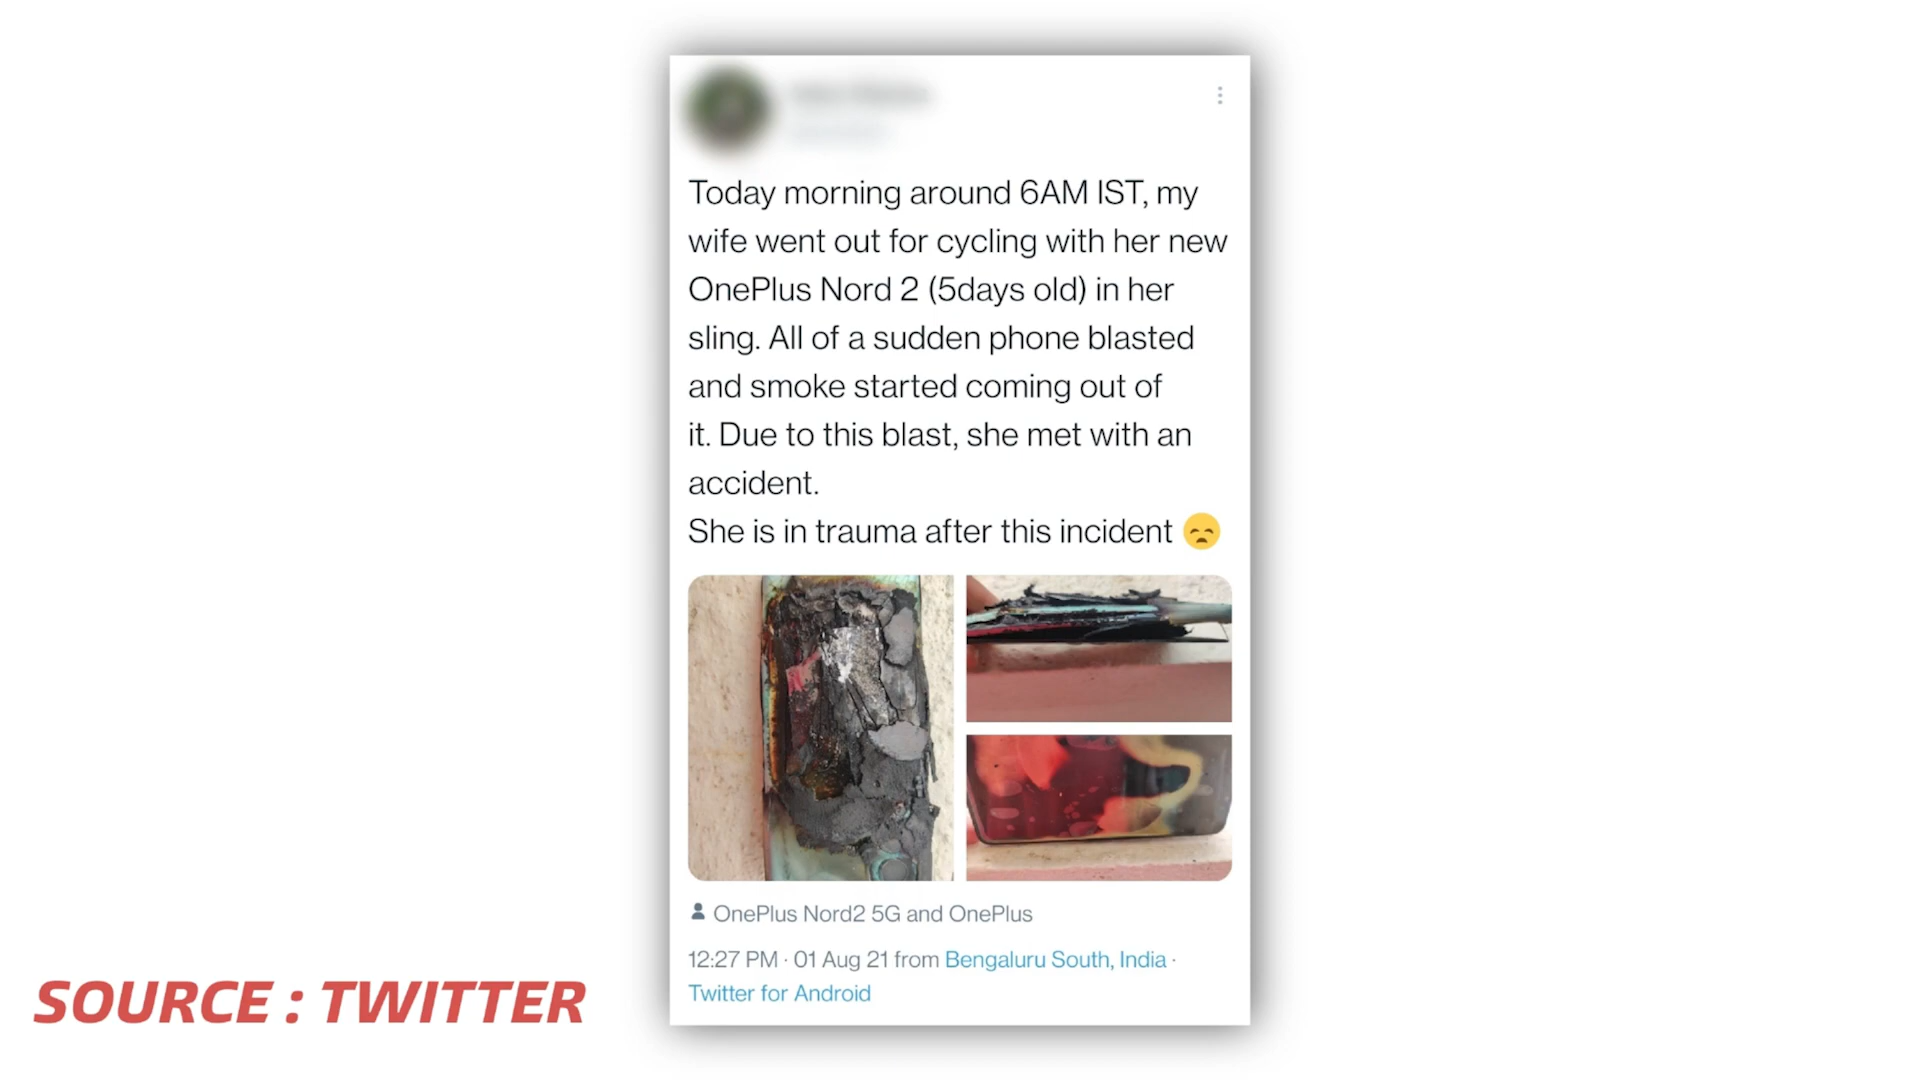 Today morning around 6AM IST, my
wife went out for cycling with her new
OnePlus Nord 2 (5days old) in her
sling. All of a sudden phone blasted
and smoke started coming out of
it. Due to this blast, she met with an
accident.
She is in trauma after this incident 😞
OnePlus Nord2 5G and OnePlus
12:27 PM · 01 Aug 21 from Bengaluru South, India ·
Twitter for Android
SOURCE : TWITTER